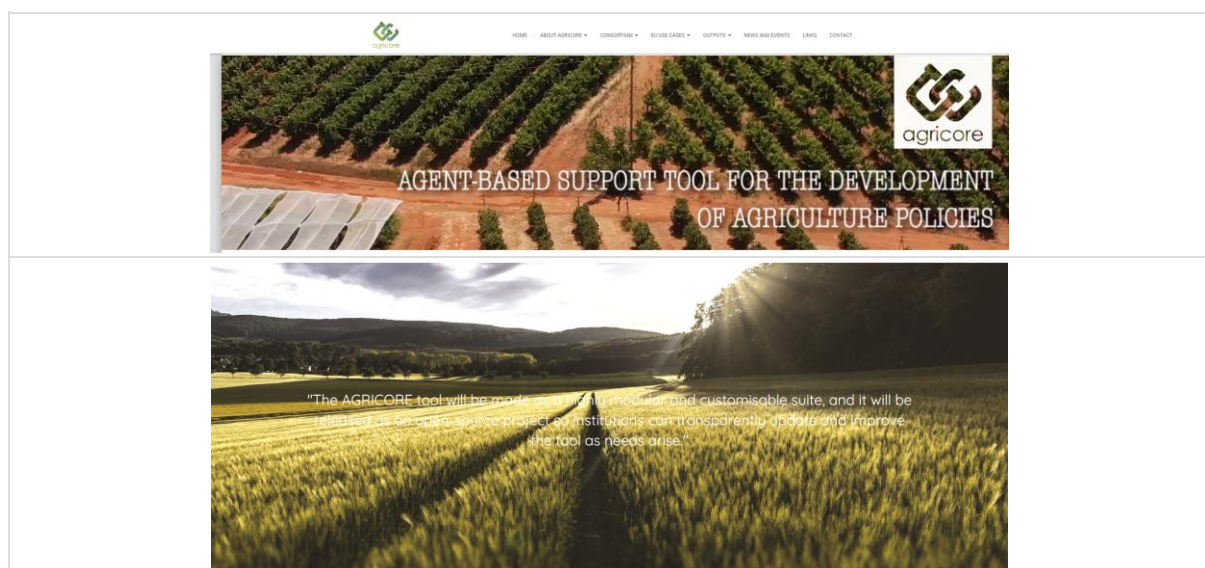 agricore
HOME ABOUT AGRICORE CONSORTIUM EU USE CASES OUTPUTS NEWS AND EVENTS LINKS CONTACT
agricore
AGENT-BASED SUPPORT TOOL FOR THE DEVELOPMENT
OF AGRICULTURE POLICIES
"The AGRICORE tool will be made as a highly modular and customisable suite, and it will be
released as an open-source project so institutions can transparently update and improve
the tool as needs arise."